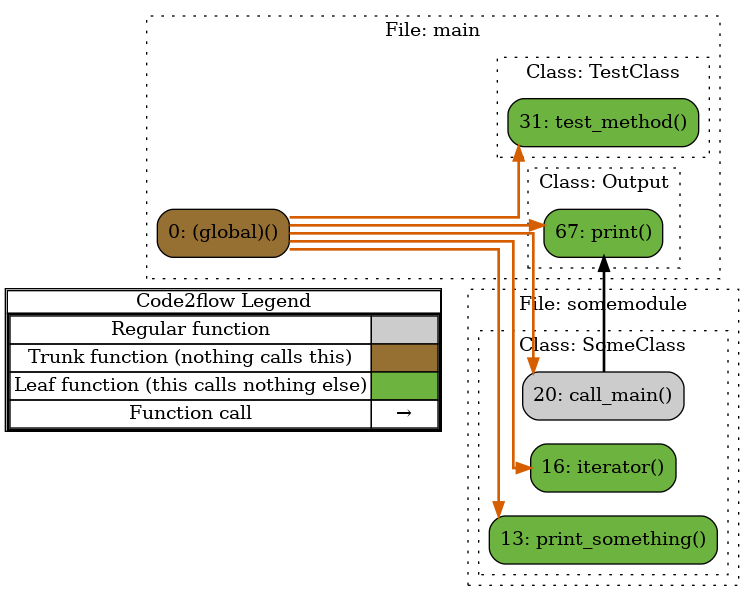 File: main
Class: TestClass
31: test_method()
Class: Output
0: (global)()
67: print()
Code2flow Legend
Regular function
Trunk function (nothing calls this)
Leaf function (this calls nothing else)
Function call →
File: somemodule
Class: SomeClass
20: call_main()
16: iterator()
13: print_something()